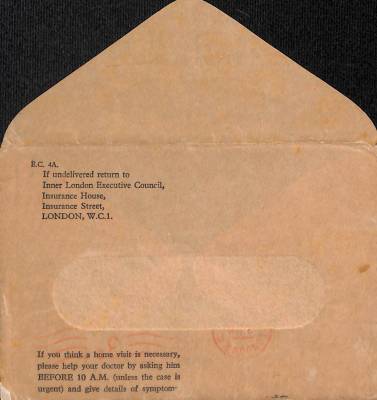 E.C. 4A.
If undelivered return to
Inner London Executive Council,
Insurance House,
Insurance Street,
LONDON, W.C.1.
If you think a home visit is necessary,
please help your doctor by asking him
BEFORE 10 A.M. (unless the case is
urgent) and give details of symptom-